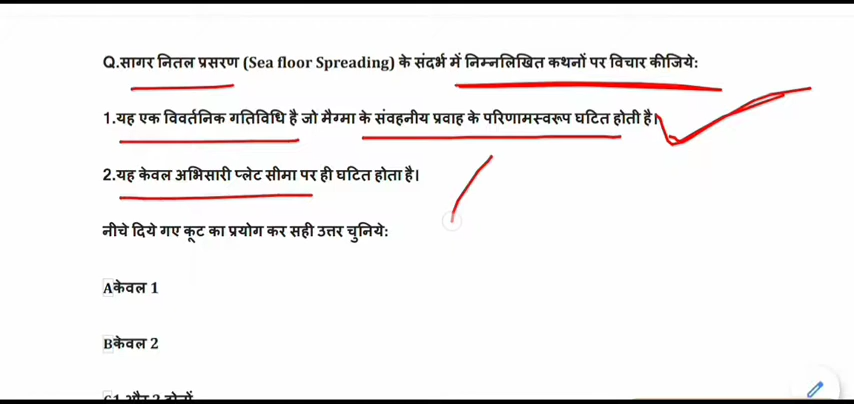 Q.सागर नितल प्रसरण (Sea floor Spreading) के संदर्भ में निम्नलिखित कथनों पर विचार कीजिये:
1.यह एक विवर्तनिक गतिविधि है जो मैग्मा के संवहनीय प्रवाह के परिणामस्वरूप घटित होती है।
2.यह केवल अभिसारी प्लेट सीमा पर ही घटित होता है।
नीचे दिये गए कूट का प्रयोग कर सही उत्तर चुनिये:
Aकेवल 1
Bकेवल 2